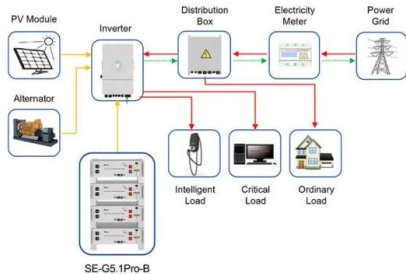 PV Module
Inverter
Distribution
Box
Electricity
Meter
Power
Grid
Alternator
Intelligent
Load
Critical
Load
Ordinary
Load
SE-G5.1Pro-B